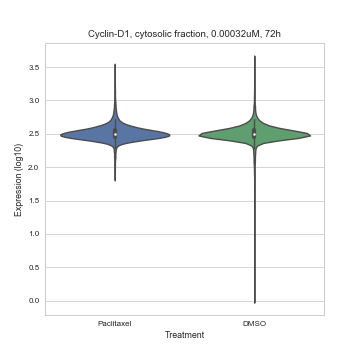 Cyclin-D1, cytosolic fraction, 0.00032uM, 72h
3.5
3.0
2.5
2.0
1.5
1.0
0.5
0.0
Expression (log10)
Paclitaxel
DMSO
Treatment